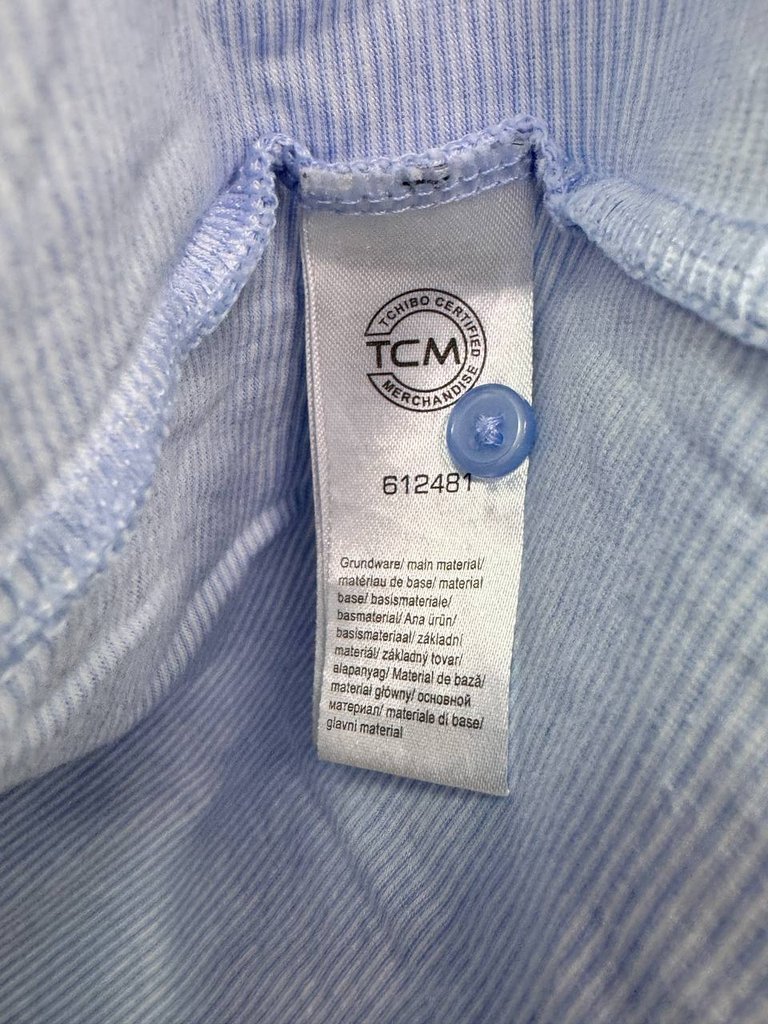 TCHIBO CERTIFIED
TCM
MERCHANDISE
612481
Grundware/ main material/
matériau de base/ material
base/ basismateriale/
basmaterial/ Ana ürün/
basismateriaal/ základní
materiál/ základný tovar/
alapanyag/ Material de bază/
materiał główny/ основной
материал/ materiale di base/
glavni material